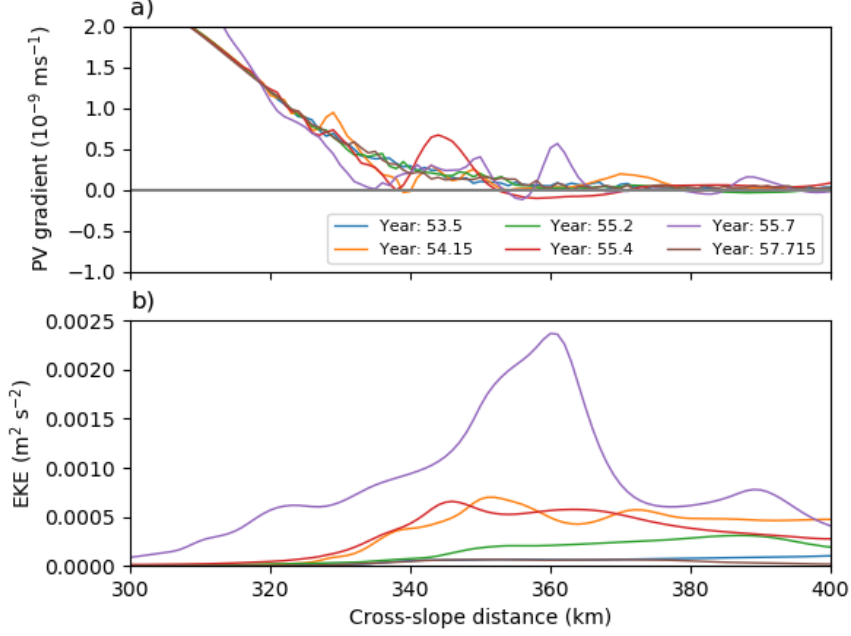 a)
PV gradient (10⁻⁹ ms⁻¹)
2.0
1.5
1.0
0.5
0.0
−0.5
−1.0
Year: 53.5
Year: 54.15
Year: 55.2
Year: 55.4
Year: 55.7
Year: 57.715
b)
EKE (m² s⁻²)
0.0025
0.0020
0.0015
0.0010
0.0005
0.0000
300 320 340 360 380 400
Cross-slope distance (km)